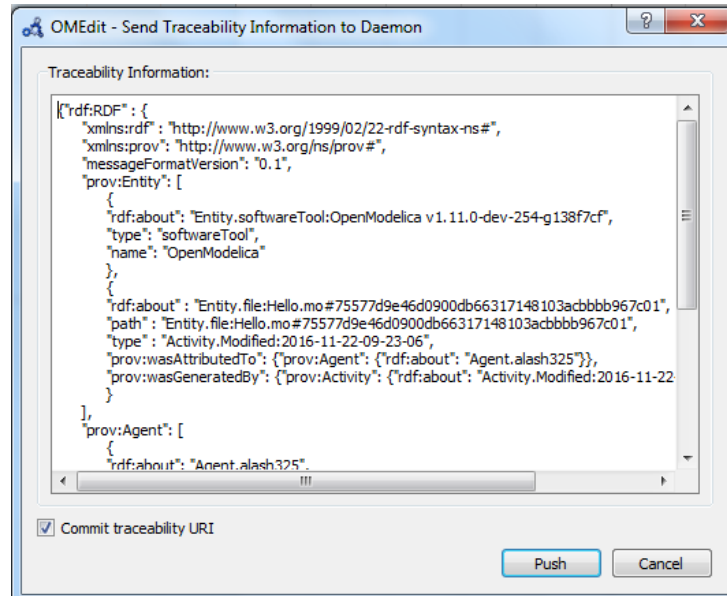 OMEdit - Send Traceability Information to Daemon
Traceability Information:
{"rdf:RDF" : {
"xmlns:rdf" : "http://www.w3.org/1999/02/22-rdf-syntax-ns#",
"xmlns:prov": "http://www.w3.org/ns/prov#",
"messageFormatVersion": "0.1",
"prov:Entity": [
{
"rdf:about": "Entity.softwareTool:OpenModelica v1.11.0-dev-254-g138f7cf",
"type": "softwareTool",
"name": "OpenModelica"
},
{
"rdf:about" : "Entity.file:Hello.mo#75577d9e46d0900db66317148103acbbbb967c01",
"path" : "Entity.file:Hello.mo#75577d9e46d0900db66317148103acbbbb967c01",
"type" : "Activity.Modified:2016-11-22-09-23-06",
"prov:wasAttributedTo": {"prov:Agent": {"rdf:about": "Agent.alash325"}},
"prov:wasGeneratedBy": {"prov:Activity": {"rdf:about": "Activity.Modified:2016-11-22-
}
],
"prov:Agent": [
{
"rdf:about": "Agent.alash325",
Commit traceability URI
Push Cancel